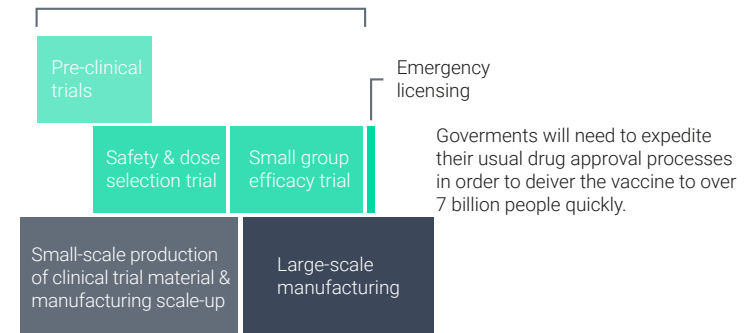 Pre-clinical
trials
Emergency
licensing
Safety & dose
selection trial
Small group
efficacy trial
Goverments will need to expedite
their usual drug approval processes
in order to deiver the vaccine to over
7 billion people quickly.
Small-scale production
of clinical trial material &
manufacturing scale-up
Large-scale
manufacturing